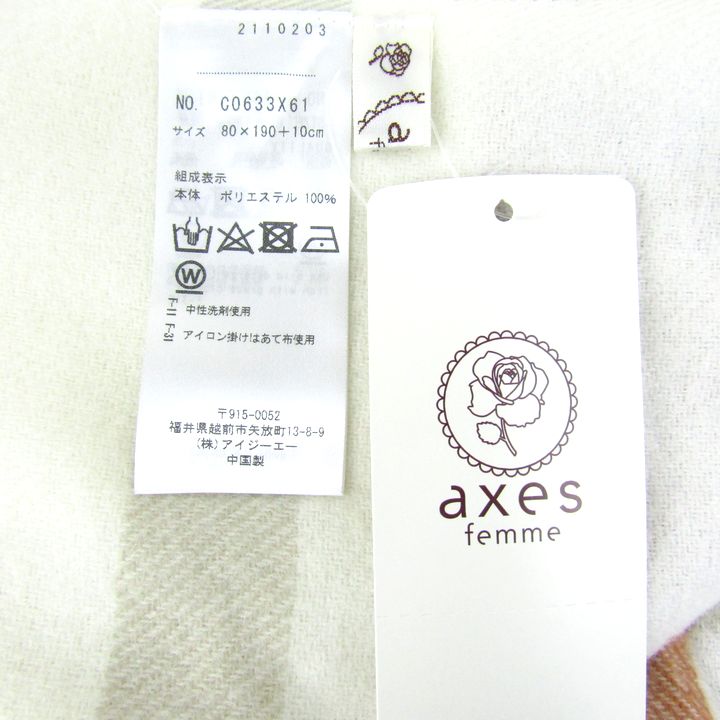 2110203
NO. C0633X61
サイズ 80×190+10cm
組成表示
本体 ポリエステル 100%
W
F-11 中性洗剤使用
F-31 アイロン掛けはあて布使用
〒915-0052
福井県越前市矢放町13-8-9
(株)アイジーエー
中国製
axes
femme